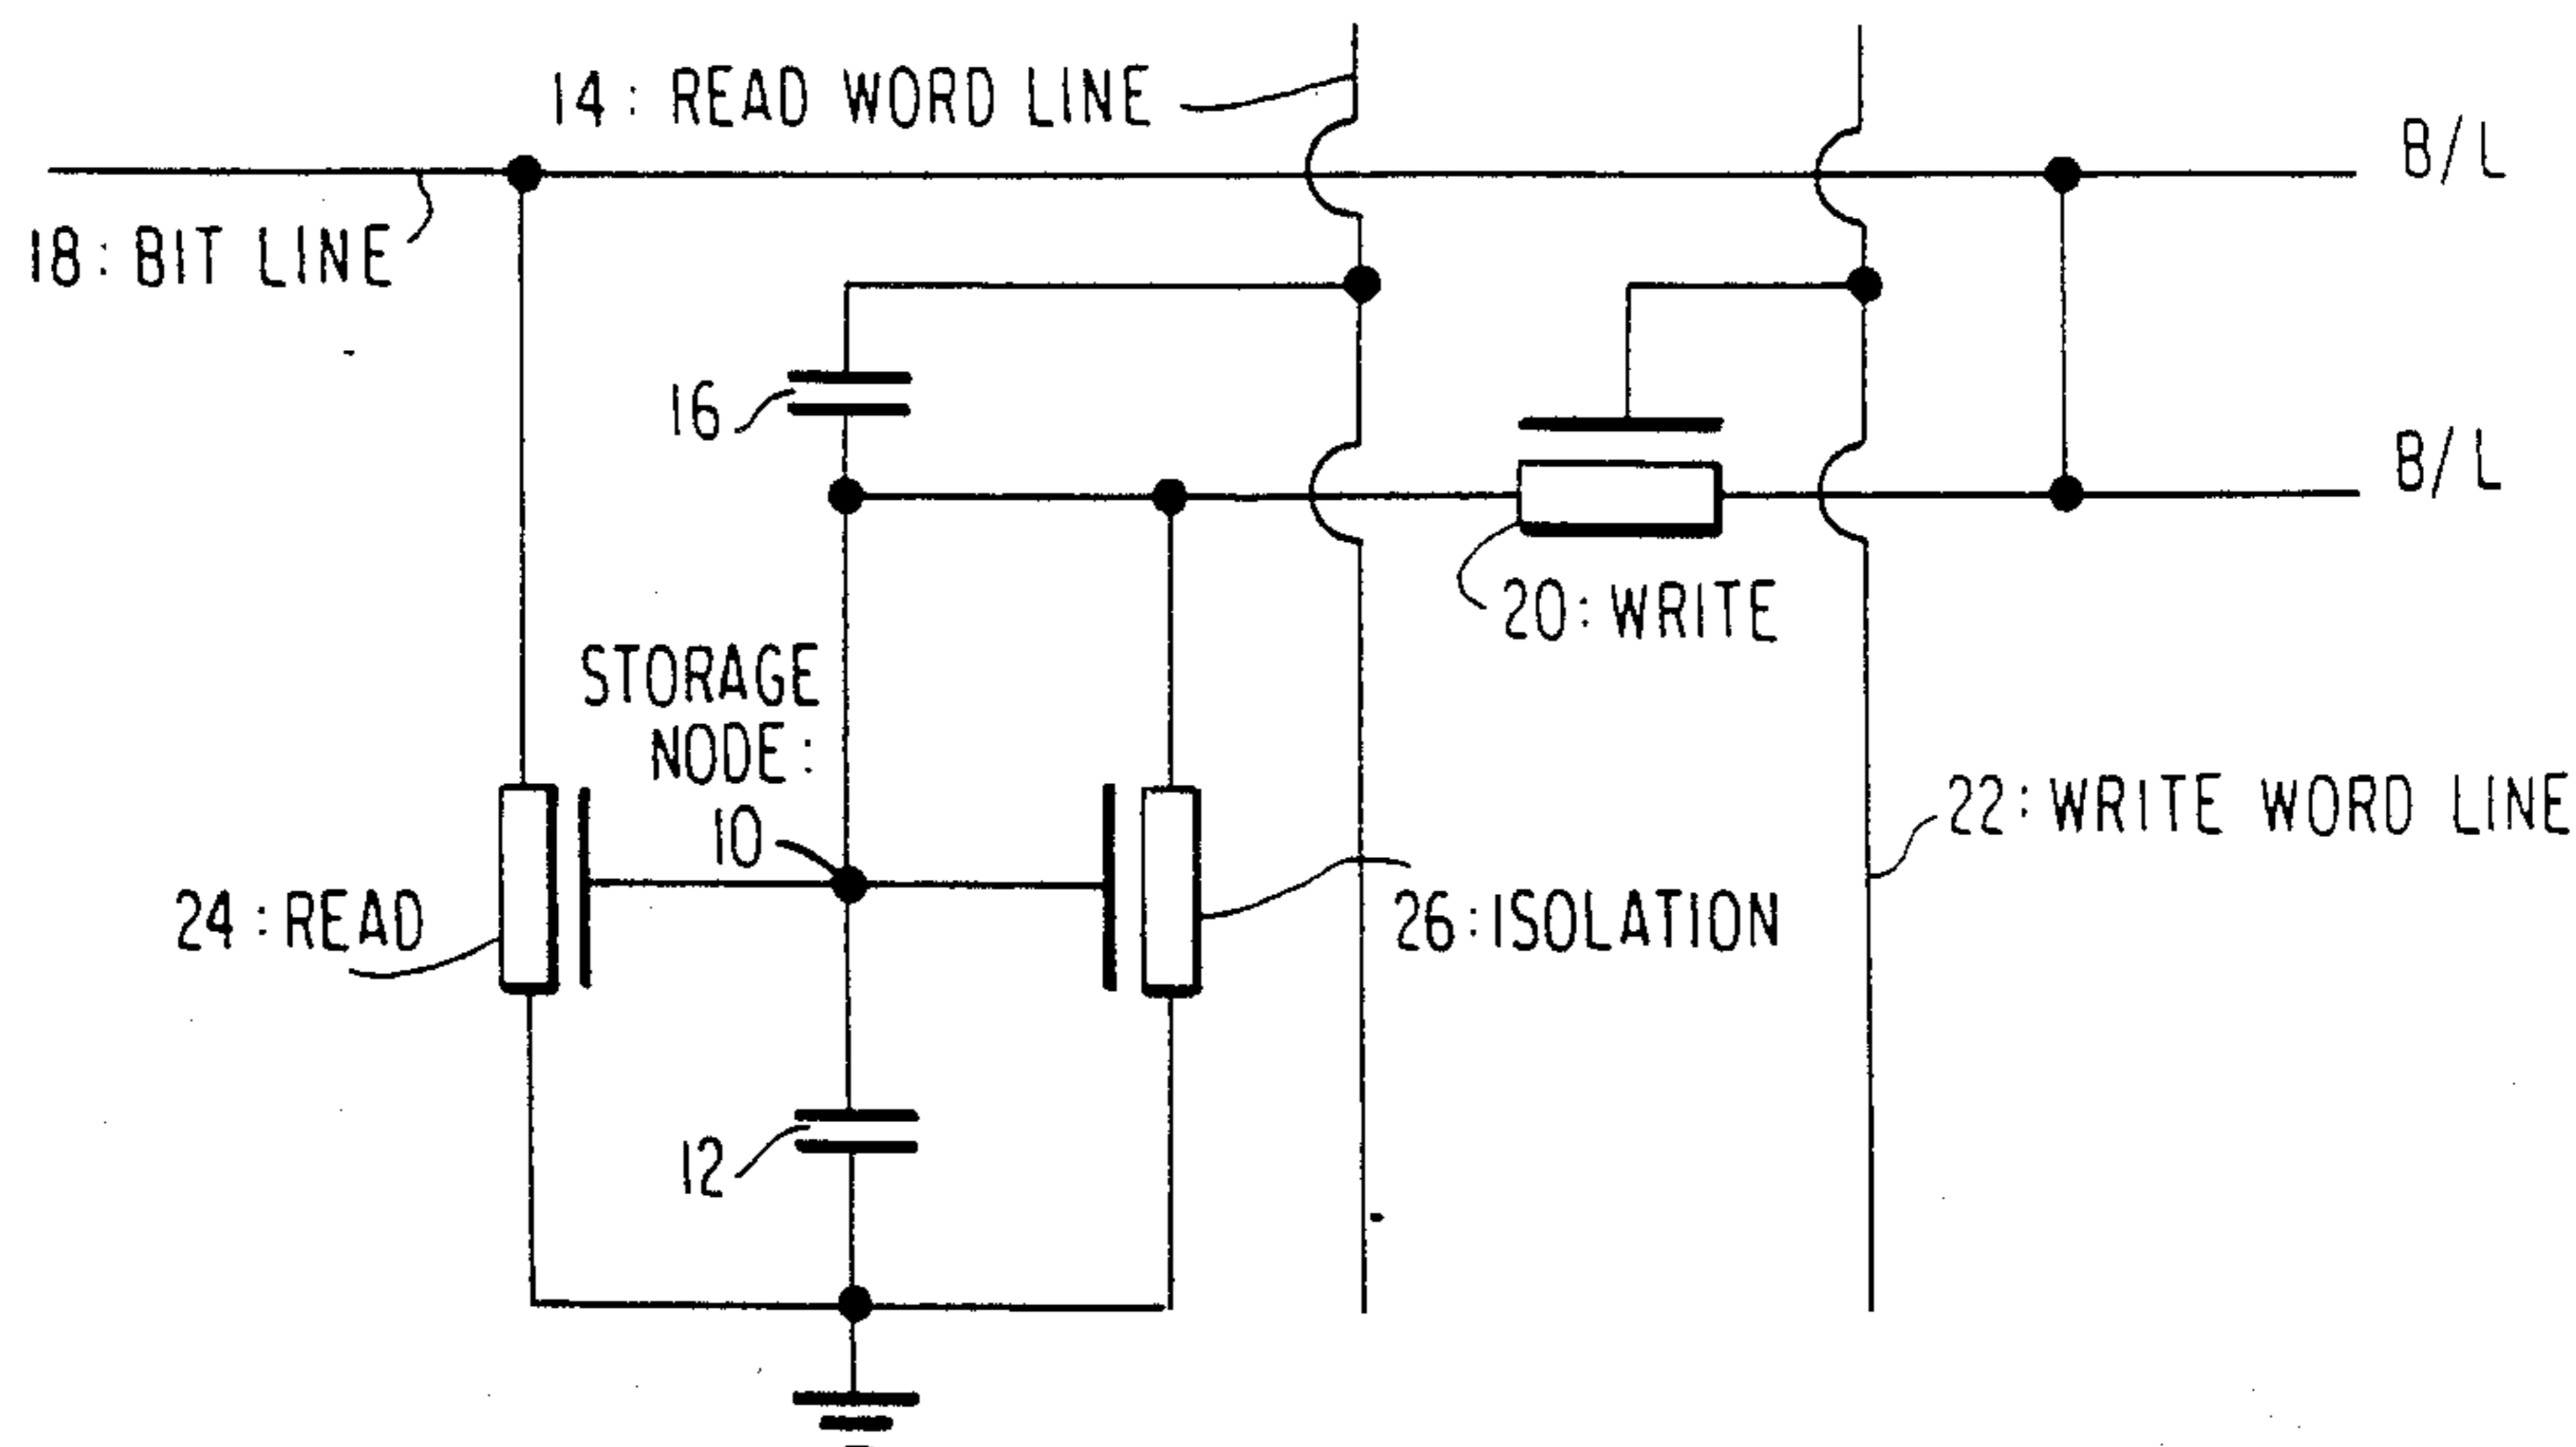 14: READ WORD LINE
B/L
18: BIT LINE
16
B/L
20: WRITE
STORAGE
NODE:
10
22: WRITE WORD LINE
24: READ
26: ISOLATION
12